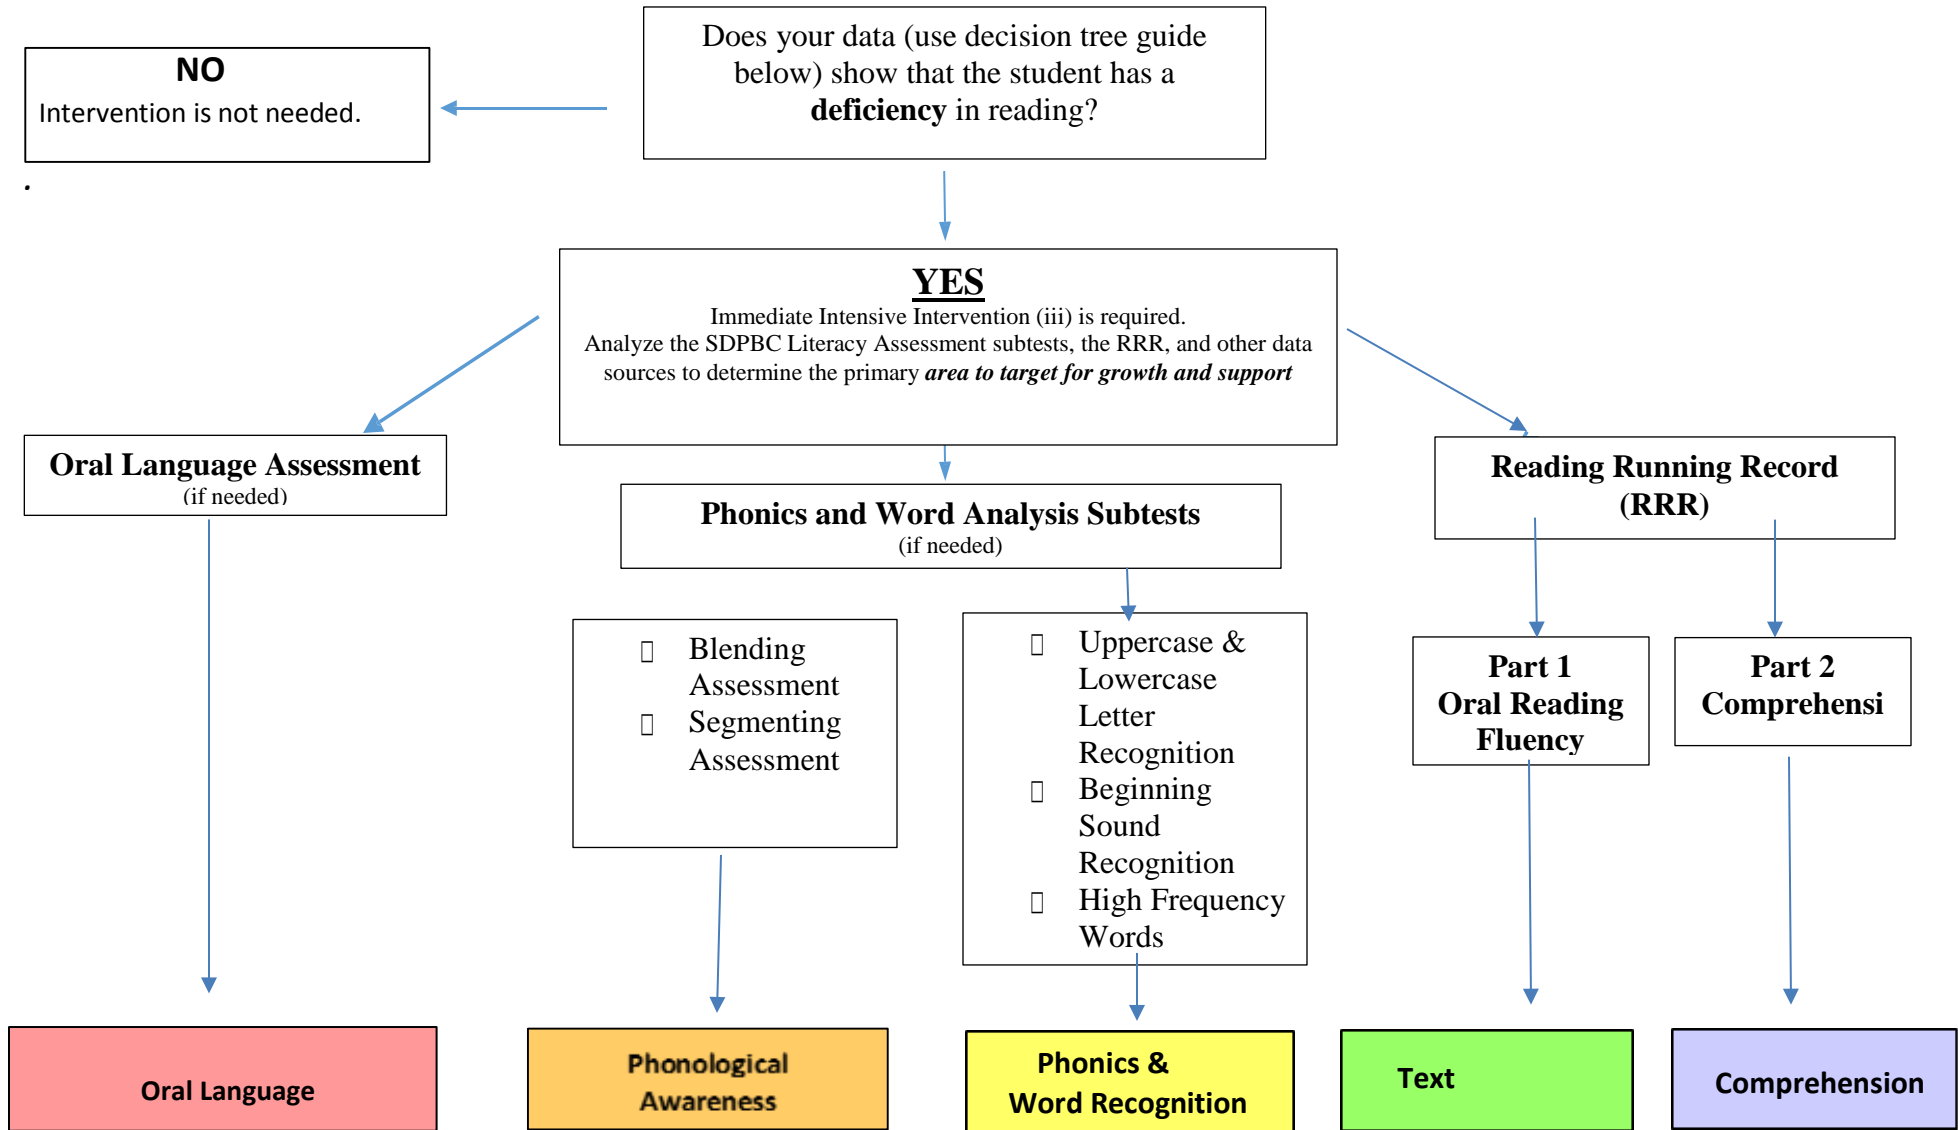 Does your data (use decision tree guide
below) show that the student has a
deficiency in reading?
NO
Intervention is not needed.
.
YES
Immediate Intensive Intervention (iii) is required.
Analyze the SDPBC Literacy Assessment subtests, the RRR, and other data
sources to determine the primary area to target for growth and support
Oral Language Assessment
(if needed)
Phonics and Word Analysis Subtests
(if needed)
Reading Running Record
(RRR)
Blending
Assessment
Segmenting
Assessment
Uppercase &
Lowercase
Letter
Recognition
Beginning
Sound
Recognition
High Frequency
Words
Part 1
Oral Reading
Fluency
Part 2
Comprehensi
Oral Language
Phonological
Awareness
Phonics &
Word Recognition
Text
Comprehension